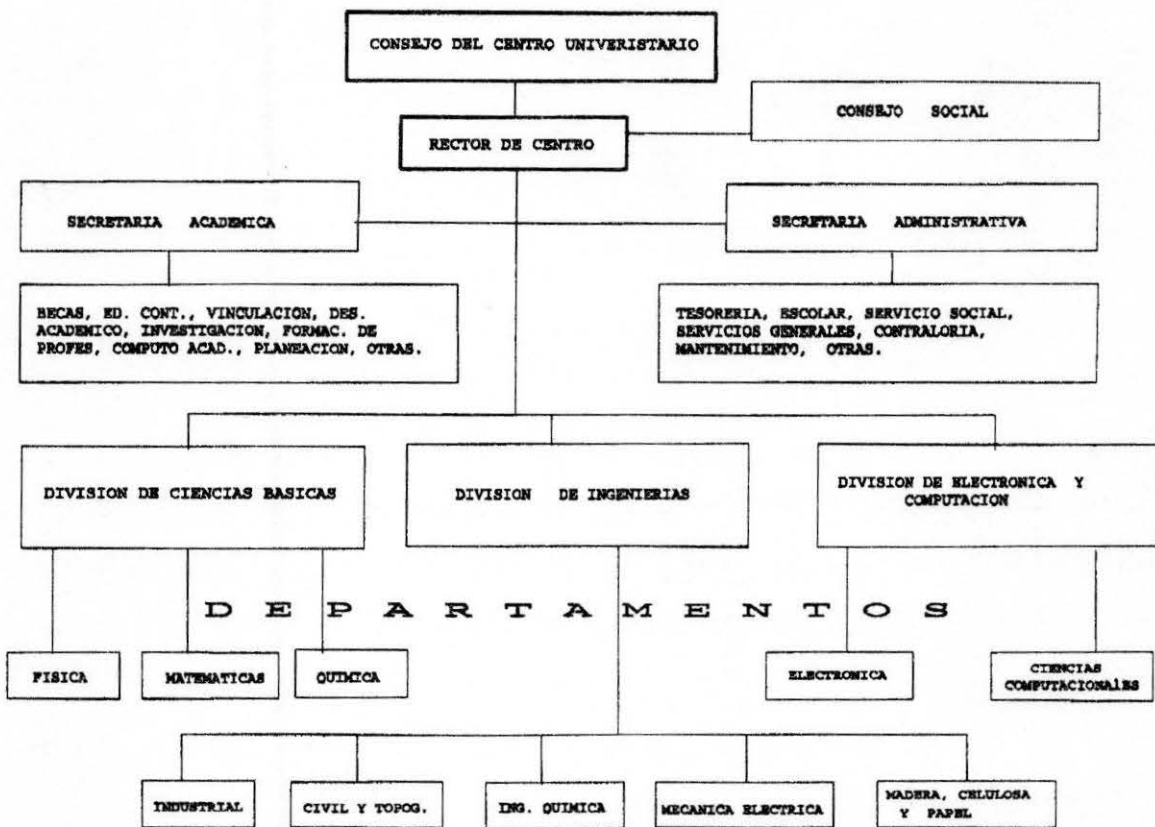 CONSEJO DEL CENTRO UNIVERISTARIO
CONSEJO SOCIAL
RECTOR DE CENTRO
SECRETARIA ACADEMICA
SECRETARIA ADMINISTRATIVA
BECAS, ED. CONT., VINCULACION, DES.
ACADEMICO, INVESTIGACION, FORMAC. DE
PROFES, COMPUTO ACAD., PLANEACION, OTRAS.
TESORERIA, ESCOLAR, SERVICIO SOCIAL,
SERVICIOS GENERALES, CONTRALORIA,
MANTENIMIENTO, OTRAS.
DIVISION DE CIENCIAS BASICAS
DIVISION DE INGENIERIAS
DIVISION DE ELECTRONICA Y
COMPUTACION
DEPARTAMENTOS
FISICA
MATEMATICAS
QUIMICA
ELECTRONICA
CIENCIAS
COMPUTACIONAlES
INDUSTRIAL
CIVIL Y TOPOG.
ING. QUIMICA
MECANICA ELECTRICA
MADERA, CELULOSA
Y PAPEL